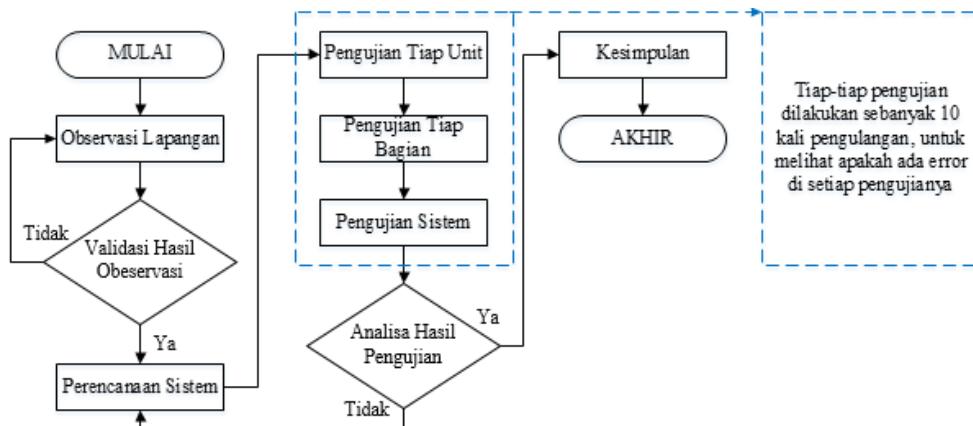 MULAI
Observasi Lapangan
Tidak
Validasi Hasil
Obeservasi
Ya
Perencanaan Sistem
Pengujian Tiap Unit
Pengujian Tiap
Bagian
Pengujian Sistem
Analisa Hasil
Pengujian
Ya
Tidak
Kesimpulan
AKHIR
Tiap-tiap pengujian
dilakukan sebanyak 10
kali pengulangan, untuk
melihat apakah ada error
di setiap pengujianya